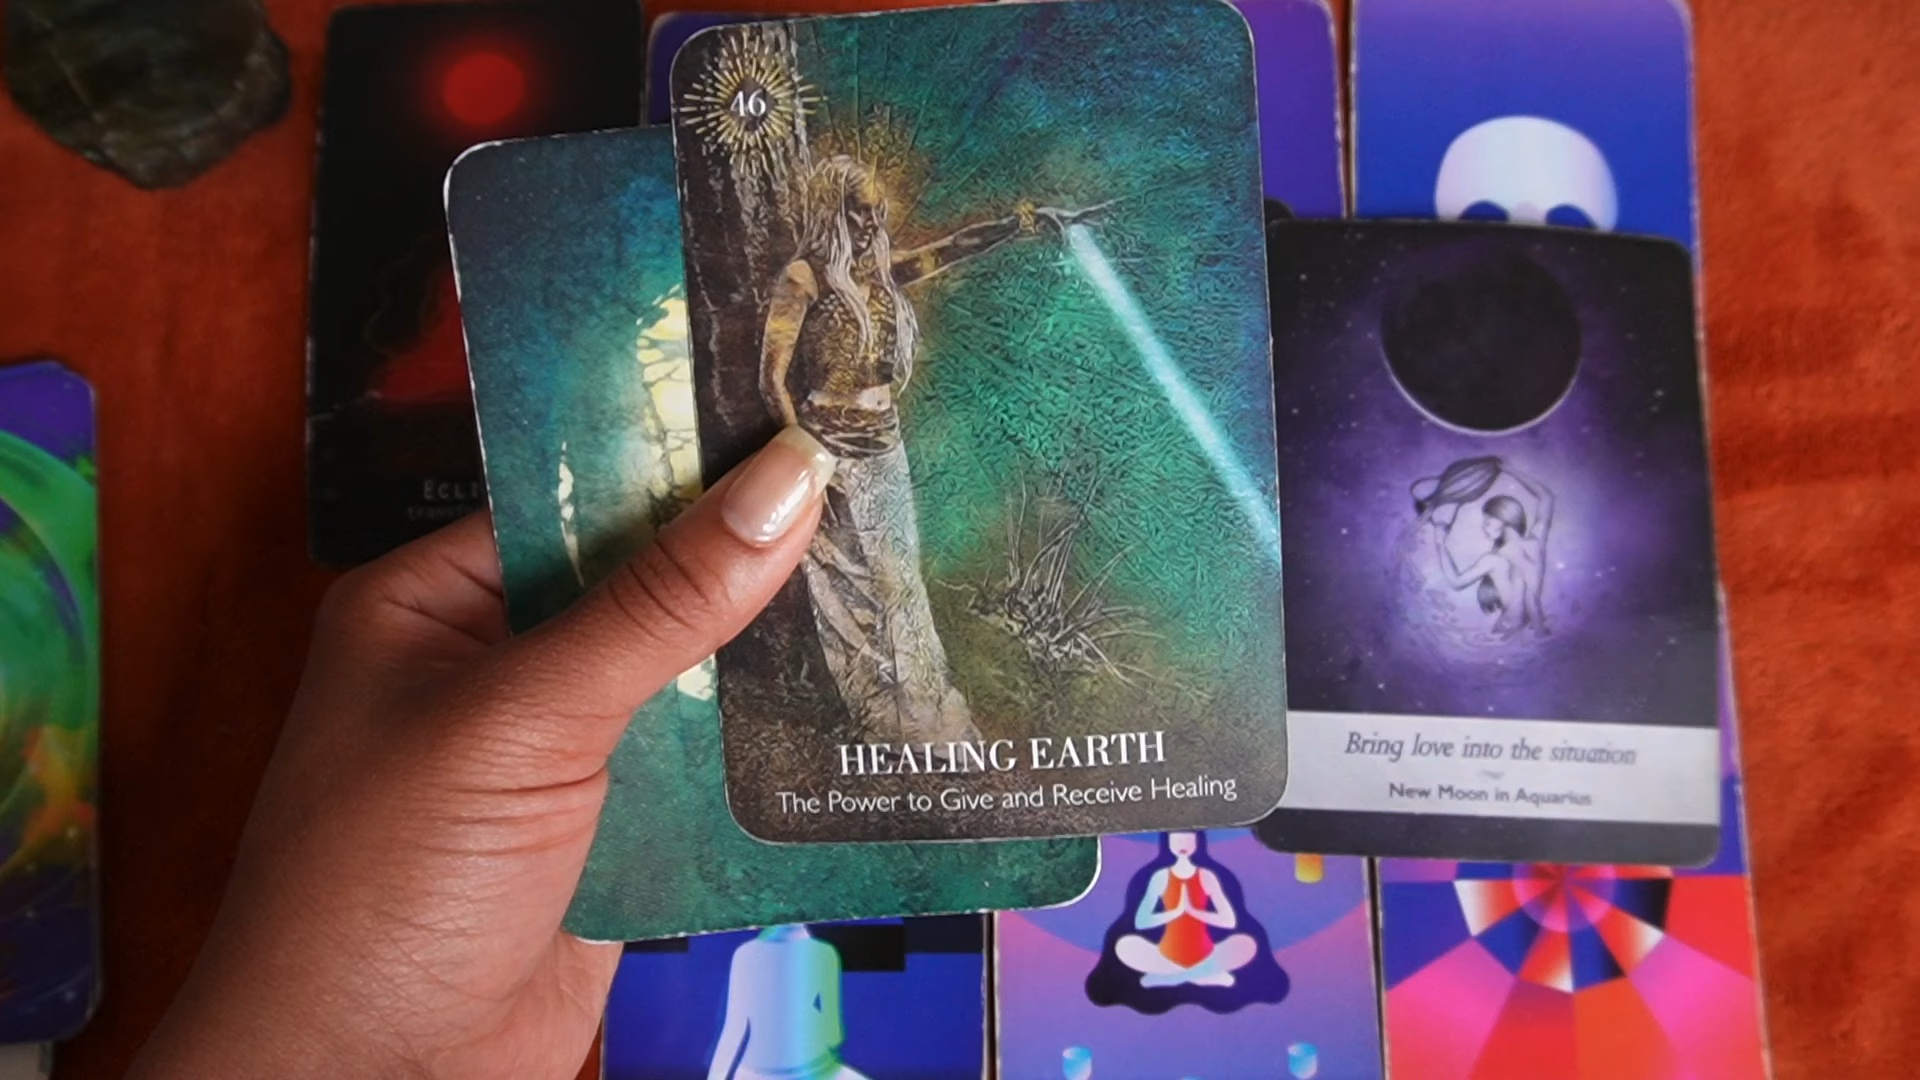 46
HEALING EARTH
The Power to Give and Receive Healing
Bring love into the situation
New Moon in Aquarius